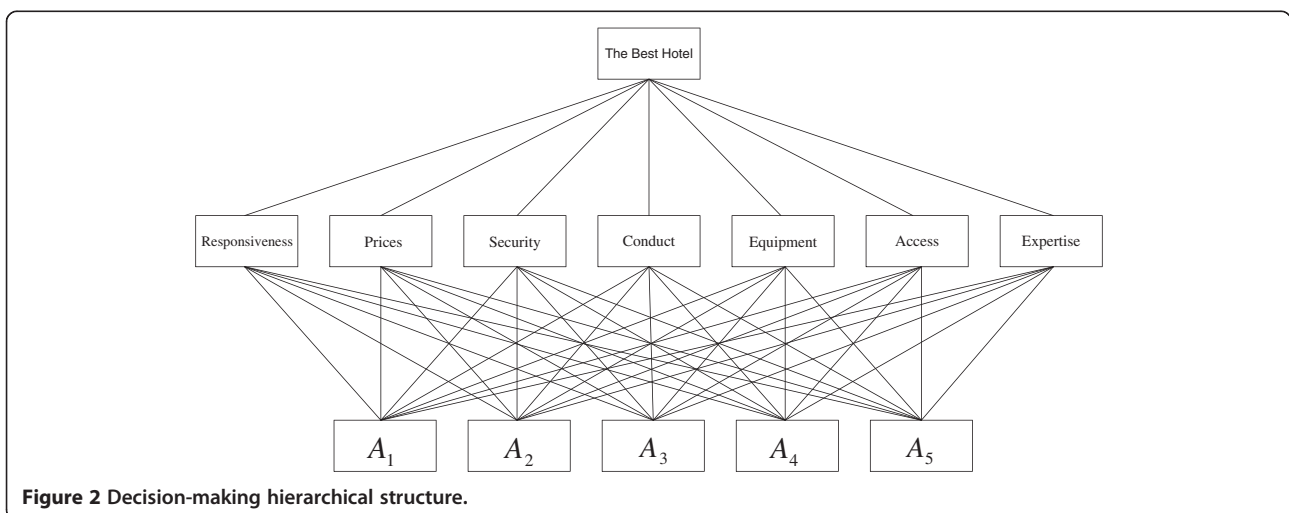 The Best Hotel
Responsiveness Prices Security Conduct Equipment Access Expertise
A₁ A₂ A₃ A₄ A₅
Figure 2 Decision-making hierarchical structure.